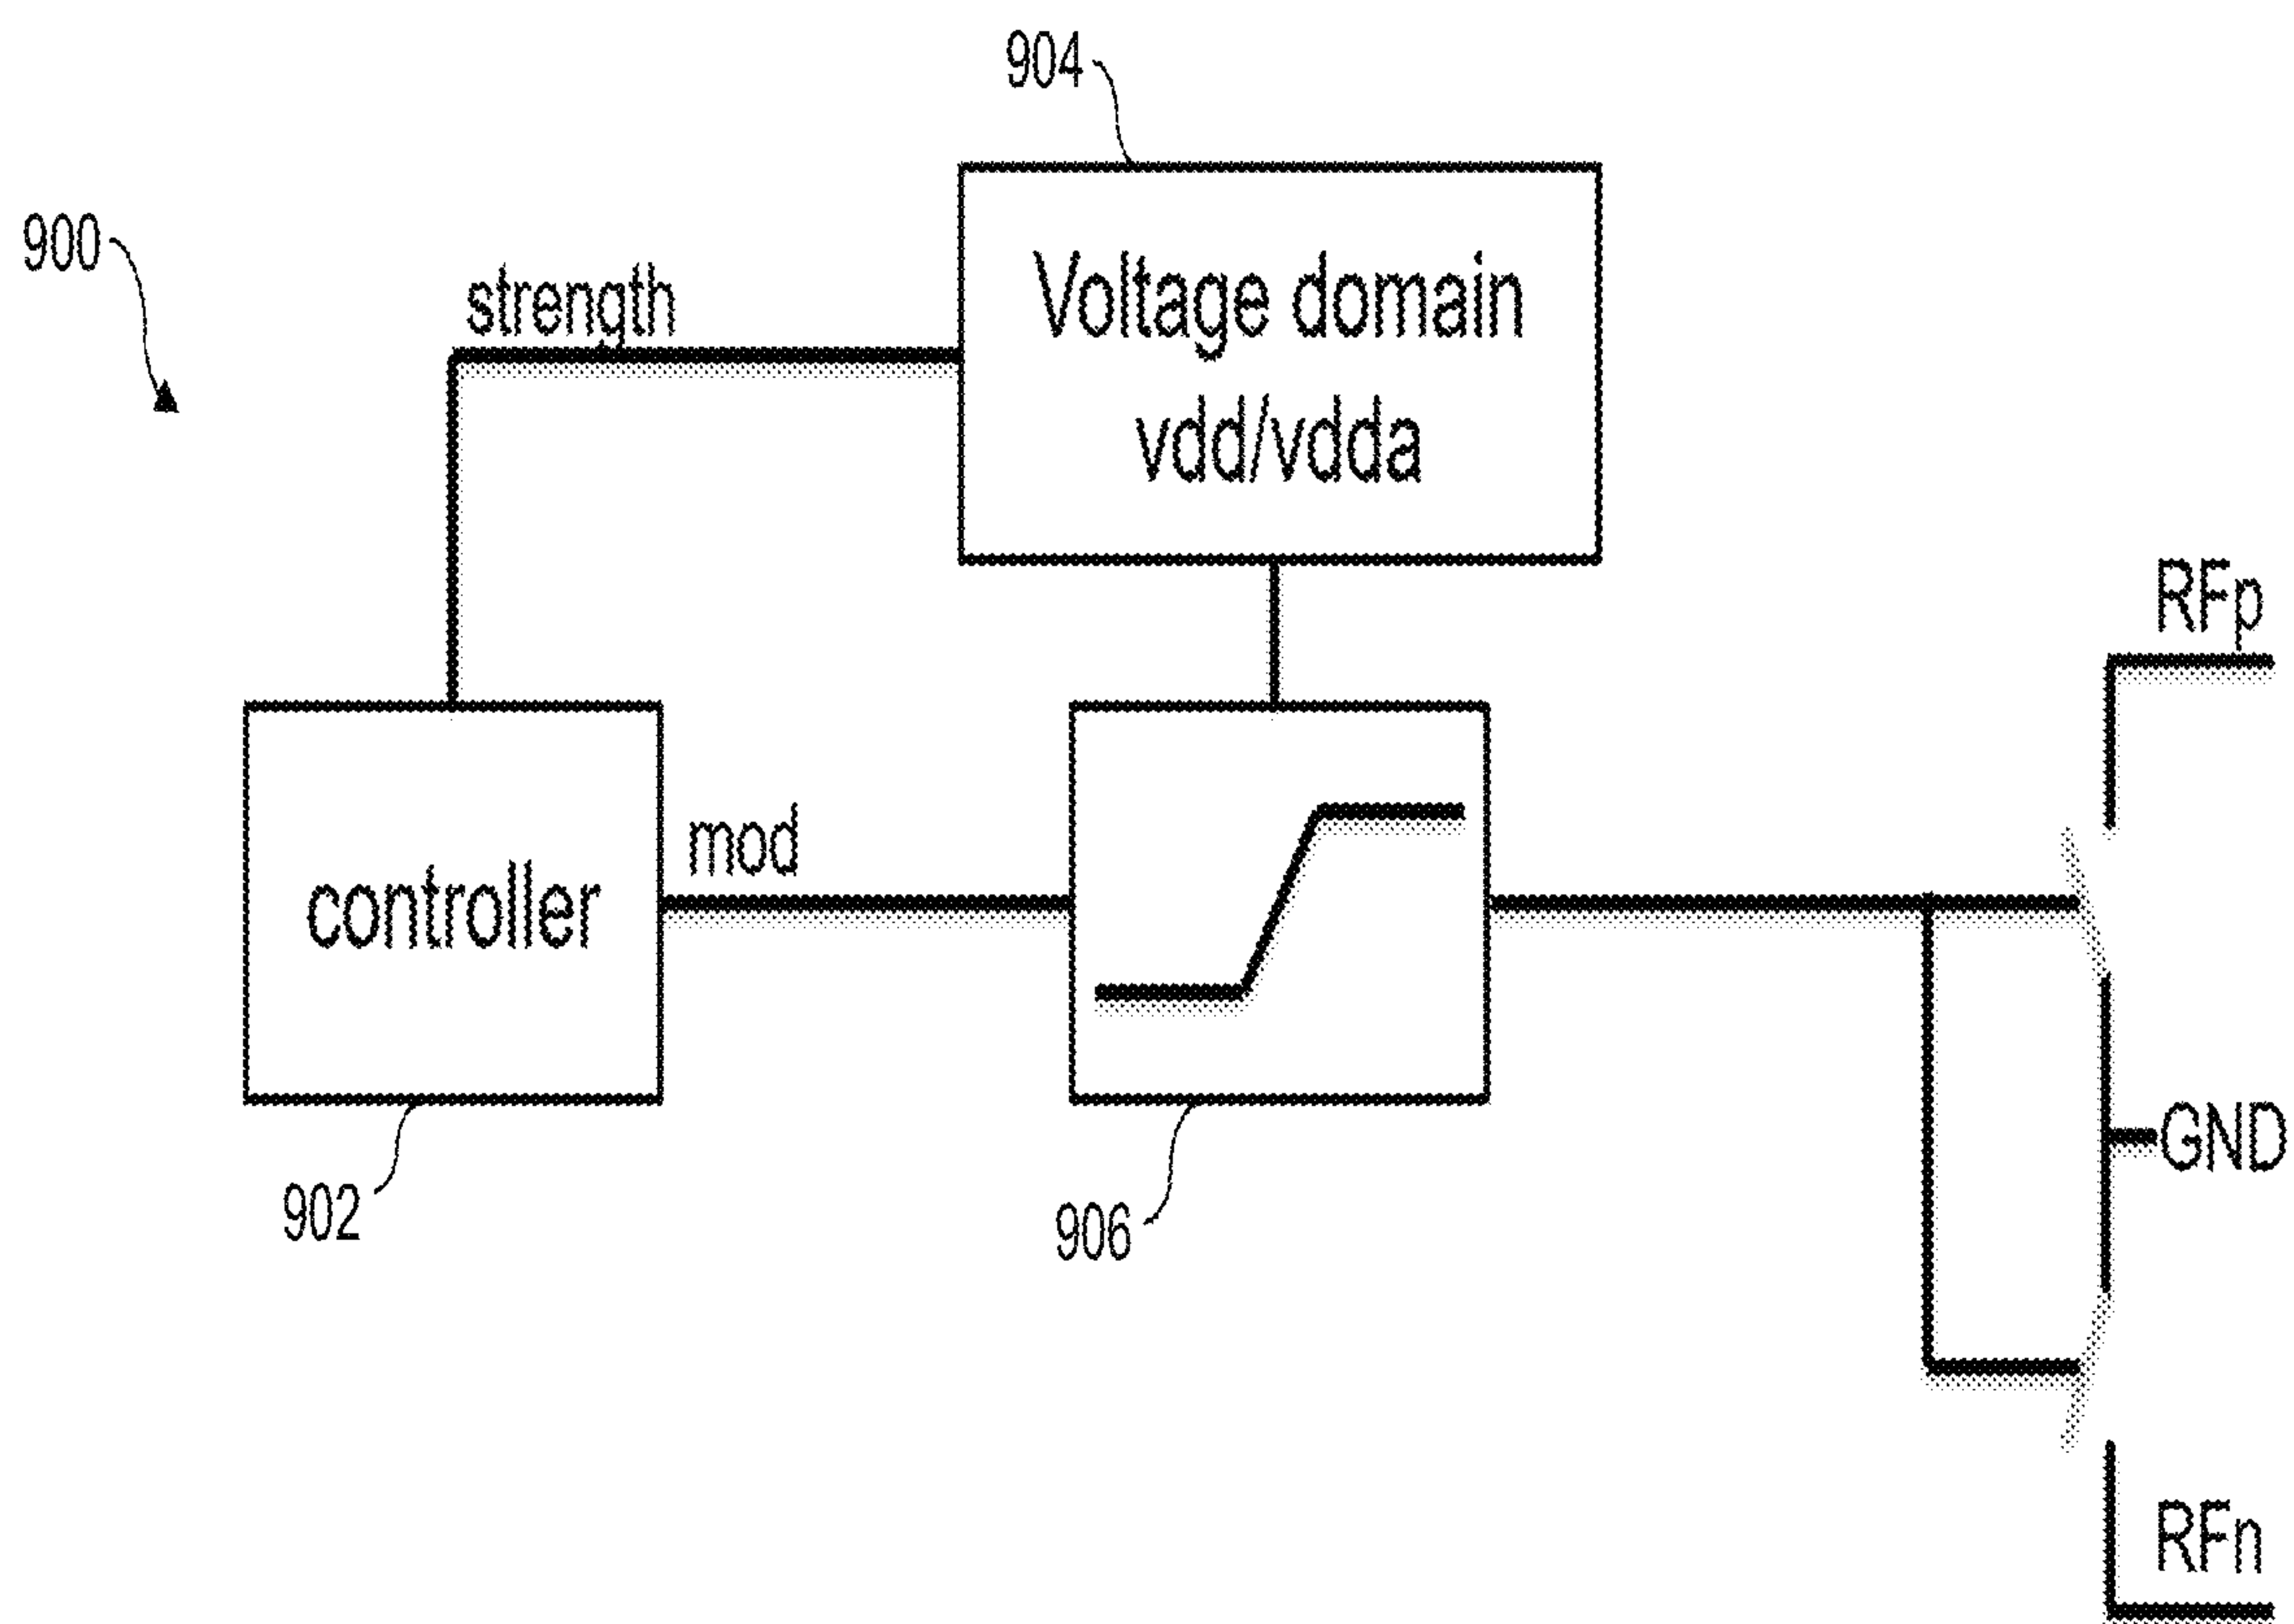 904
900
strength
Voltage domain
vdd/vdda
RFp
mod
controller
GND
902
906
RFn